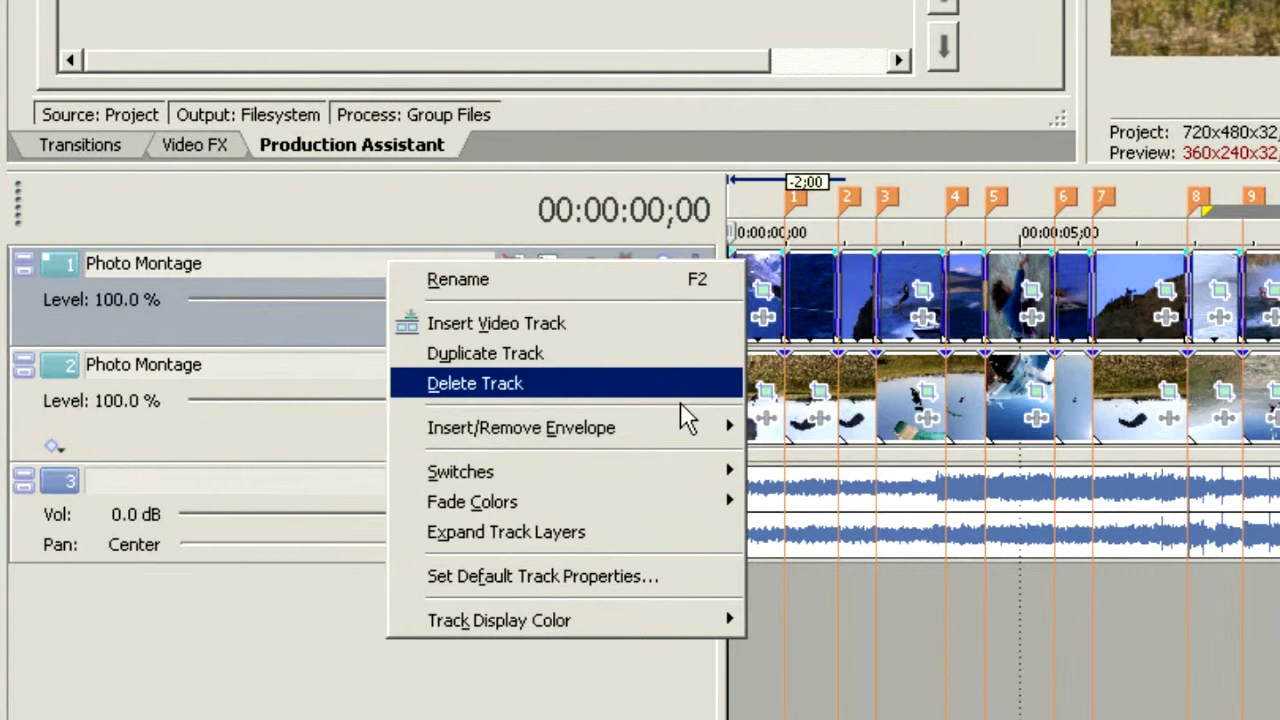 Source: Project Output: Filesystem Process: Group Files
Transitions Video FX Production Assistant
Project: 720x480x32,
Preview: 360x240x32,
-2;00
00:00:00;00
1 2 3 4 5 6 7 8 9
0:00:00;00 00:00:05;00
1 Photo Montage
Level: 100.0 %
2 Photo Montage
Level: 100.0 %
3
Vol: 0.0 dB
Pan: Center
Rename F2
Insert Video Track
Duplicate Track
Delete Track
Insert/Remove Envelope
Switches
Fade Colors
Expand Track Layers
Set Default Track Properties...
Track Display Color